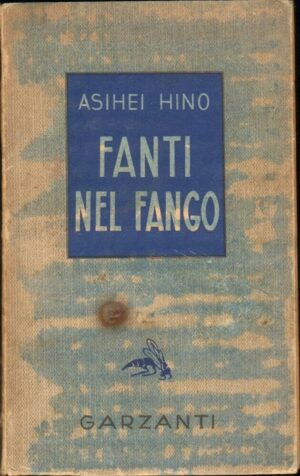 ASIHEI HINO
FANTI
NEL FANGO
GARZANTI